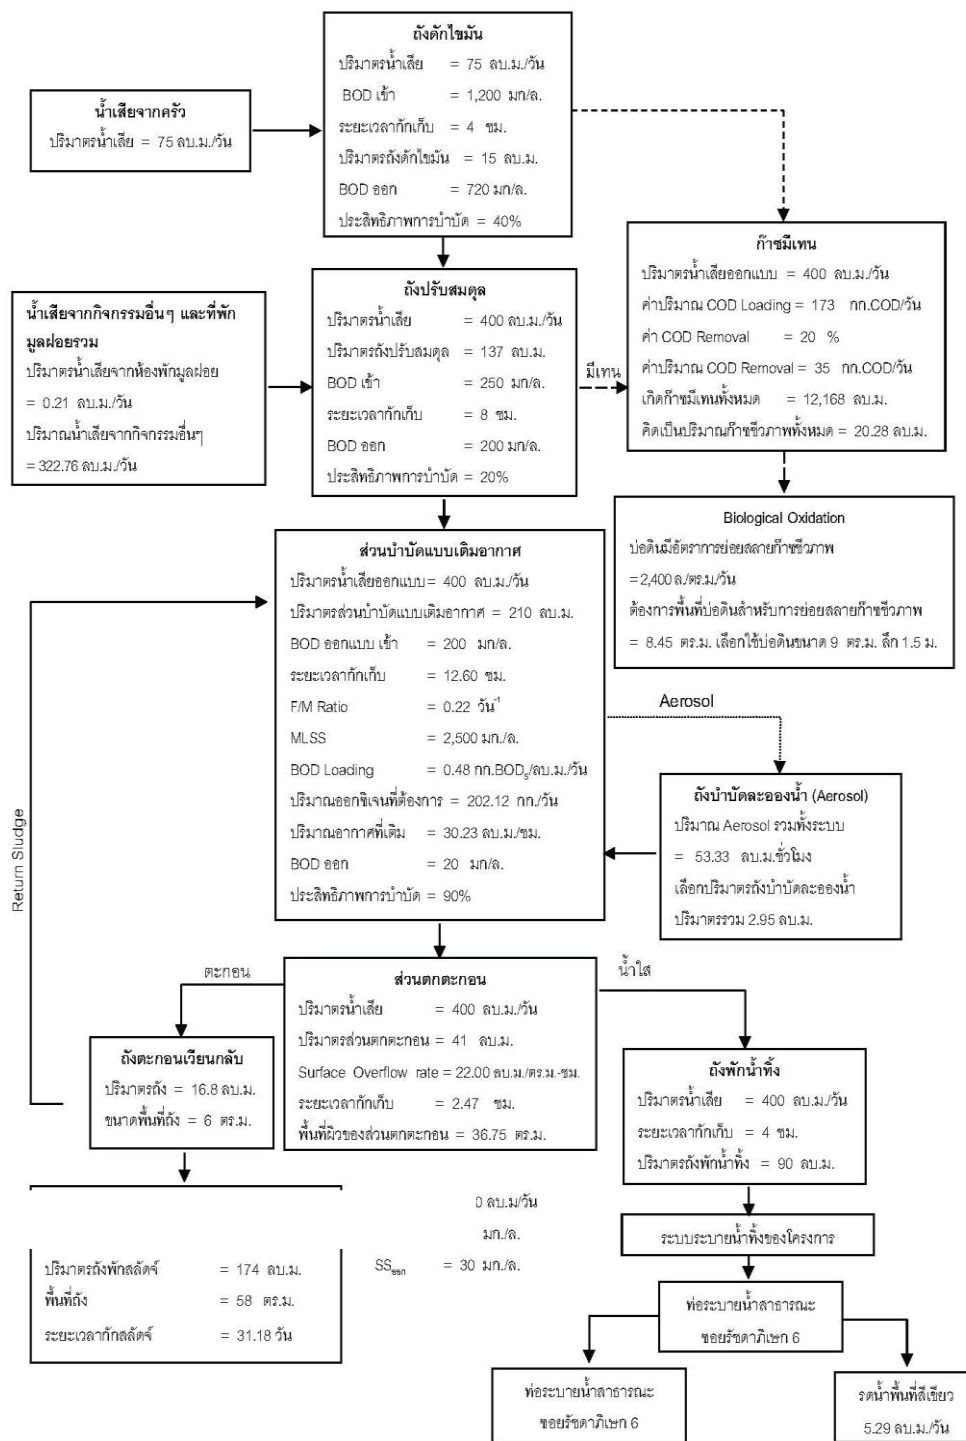 ถังดักไขมัน
ปริมาตรน้ำเสีย = 75 ลบ.ม./วัน
BOD เข้า = 1,200 มก/ล.
ระยะเวลากักเก็บ = 4 ชม.
ปริมาตรถังดักไขมัน = 15 ลบ.ม.
BOD ออก = 720 มก/ล.
ประสิทธิภาพการบำบัด = 40%
น้ำเสียจากครัว
ปริมาตรน้ำเสีย = 75 ลบ.ม./วัน
ก๊าซมีเทน
ปริมาตรน้ำเสียออกแบบ = 400 ลบ.ม./วัน
ค่าปริมาณ COD Loading = 173 กก.COD/วัน
ค่า COD Removal = 20 %
ค่าปริมาณ COD Removal = 35 กก.COD/วัน
เกิดก๊าซมีเทนทั้งหมด = 12,168 ลบ.ม.
คิดเป็นปริมาณก๊าซชีวภาพทั้งหมด = 20.28 ลบ.ม.
ถังปรับสมดุล
ปริมาตรน้ำเสีย = 400 ลบ.ม./วัน
ปริมาตรถังปรับสมดุล = 137 ลบ.ม.
BOD เข้า = 250 มก/ล.
ระยะเวลากักเก็บ = 8 ชม.
BOD ออก = 200 มก/ล.
ประสิทธิภาพการบำบัด = 20%
มีเทน
น้ำเสียจากกิจกรรมอื่นๆ และที่พัก
มูลฝอยรวม
ปริมาตรน้ำเสียจากห้องพักมูลฝอย
= 0.21 ลบ.ม./วัน
ปริมาณน้ำเสียจากกิจกรรมอื่นๆ
= 322.76 ลบ.ม./วัน
Biological Oxidation
บ่อดินมีอัตราการย่อยสลายก๊าซชีวภาพ
= 2,400 ล./ตร.ม./วัน
ต้องการพื้นที่บ่อดินสำหรับการย่อยสลายก๊าซชีวภาพ
= 8.45 ตร.ม. เลือกใช้บ่อดินขนาด 9 ตร.ม. ลึก 1.5 ม.
ส่วนบำบัดแบบเติมอากาศ
ปริมาตรน้ำเสียออกแบบ = 400 ลบ.ม./วัน
ปริมาตรส่วนบำบัดแบบเติมอากาศ = 210 ลบ.ม.
BOD ออกแบบ เข้า = 200 มก/ล.
ระยะเวลากักเก็บ = 12.60 ชม.
F/M Ratio = 0.22 วัน⁻¹
MLSS = 2,500 มก./ล.
BOD Loading = 0.48 กก.BOD₅/ลบ.ม./วัน
ปริมาณออกซิเจนที่ต้องการ = 202.12 กก./วัน
ปริมาณอากาศที่เติม = 30.23 ลบ.ม./ชม.
BOD ออก = 20 มก/ล.
ประสิทธิภาพการบำบัด = 90%
Aerosol
ถังบำบัดละอองน้ำ (Aerosol)
ปริมาณ Aerosol รวมทั้งระบบ
= 53.33 ลบ.ม.ชั่วโมง
เลือกปริมาตรถังบำบัดละอองน้ำ
ปริมาตรรวม 2.95 ลบ.ม.
Return Sludge
ตะกอน
น้ำใส
ส่วนตกตะกอน
ปริมาตรน้ำเสีย = 400 ลบ.ม./วัน
ปริมาตรส่วนตกตะกอน = 41 ลบ.ม.
Surface Overflow rate = 22.00 ลบ.ม./ตร.ม.-ชม.
ระยะเวลากักเก็บ = 2.47 ชม.
พื้นที่ผิวของส่วนตกตะกอน = 36.75 ตร.ม.
ถังตะกอนเวียนกลับ
ปริมาตรถัง = 16.8 ลบ.ม.
ขนาดพื้นที่ถัง = 6 ตร.ม.
ถังพักน้ำทิ้ง
ปริมาตรน้ำเสีย = 400 ลบ.ม./วัน
ระยะเวลากักเก็บ = 4 ชม.
ปริมาตรถังพักน้ำทิ้ง = 90 ลบ.ม.
0 ลบ.ม/วัน
มก./ล.
= 30 มก./ล.
ปริมาตรถังพักสลัดจ์ = 174 ลบ.ม.
พื้นที่ถัง = 58 ตร.ม.
ระยะเวลากักสลัดจ์ = 31.18 วัน
ระบบระบายน้ำทิ้งของโครงการ
ท่อระบายน้ำสาธารณะ
ซอยรัชดาภิเษก 6
ท่อระบายน้ำสาธารณะ
ซอยรัชดาภิเษก 6
รดน้ำพื้นที่สีเขียว
5.29 ลบ.ม./วัน